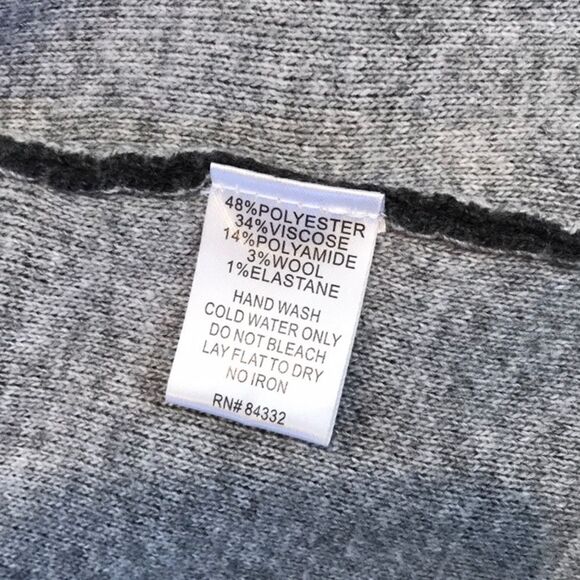 48%POLYESTER
34%VISCOSE
14%POLYAMIDE
3%WOOL
1%ELASTANE
HAND WASH
COLD WATER ONLY
DO NOT BLEACH
LAY FLAT TO DRY
NO IRON
RN# 84332